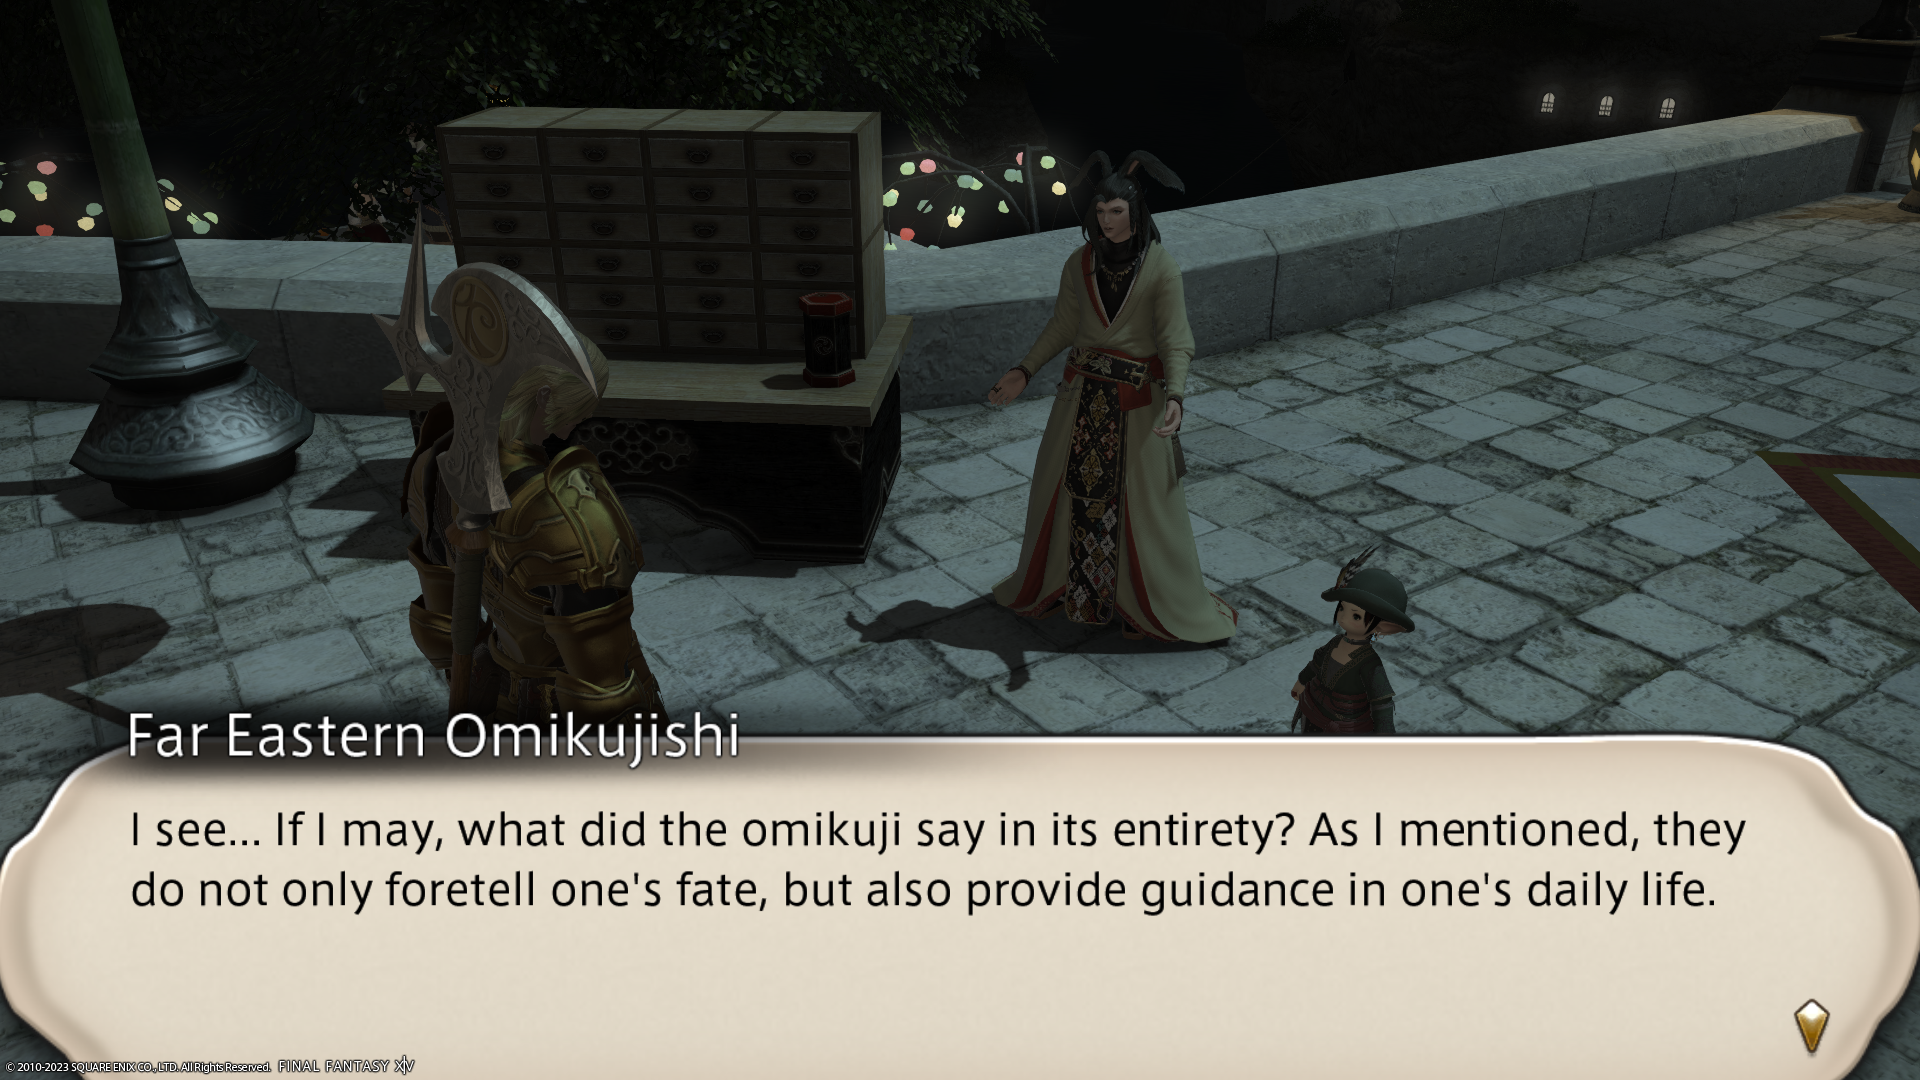 Far Eastern Omikujishi
I see... If I may, what did the omikuji say in its entirety? As I mentioned, they
do not only foretell one's fate, but also provide guidance in one's daily life.
© 2010-2023 SQUARE ENIX CO., LTD. All Rights Reserved. FINAL FANTASY XIV